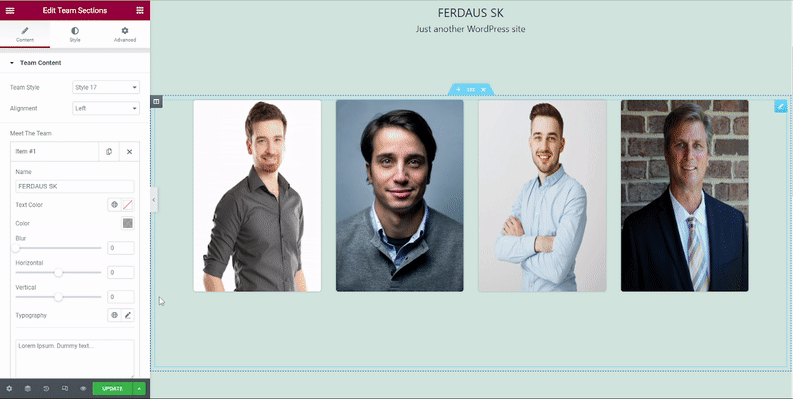 Edit Team Sections
Content
Style
Advanced
Team Content
Team Style
Style 17
Alignment
Left
Meet The Team
Item #1
Name
FERDAUS SK
Text Color
Color
Blur
0
Horizontal
0
Vertical
0
Typography
Lorem Ipsum. Dummy text...
UPDATE
FERDAUS SK
Just another WordPress site